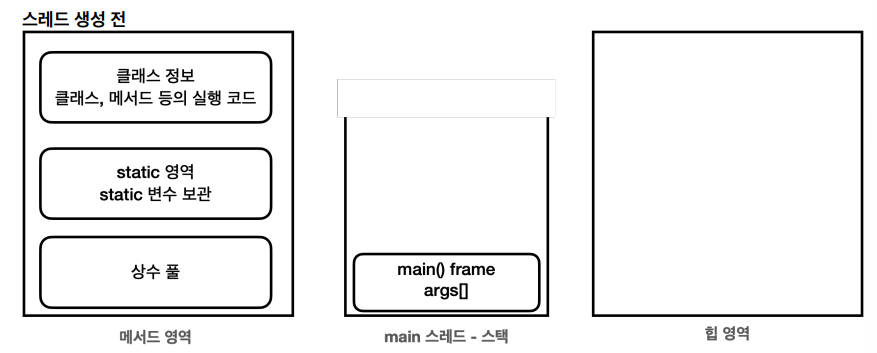 스레드 생성 전
클래스 정보
클래스, 메서드 등의 실행 코드
static 영역
static 변수 보관
상수 풀
메서드 영역
main() frame
args[]
main 스레드 - 스택
힙 영역